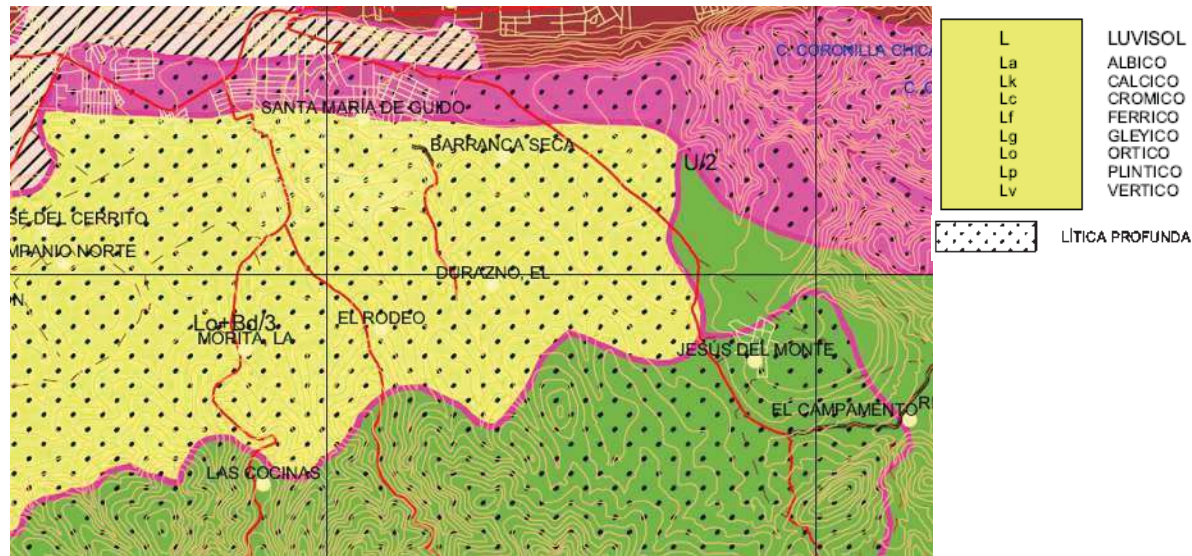 C. CORONILLA CHICA
C. C
SANTA MARÍA DE GUIDO
BARRANCA SECA
U/2
SÉ DEL CERRITO
MPANIO NORTE
DURAZNO, EL
N
Lo+Bd/3
EL RODEO
MORITA, LA
JESÚS DEL MONTE
EL CAMPAMENTO
R
LAS COCINAS
L LUVISOL
La ALBICO
Lk CALCICO
Lc CROMICO
Lf FERRICO
Lg GLEYICO
Lo ORTICO
Lp PLINTICO
Lv VERTICO
LÍTICA PROFUNDA